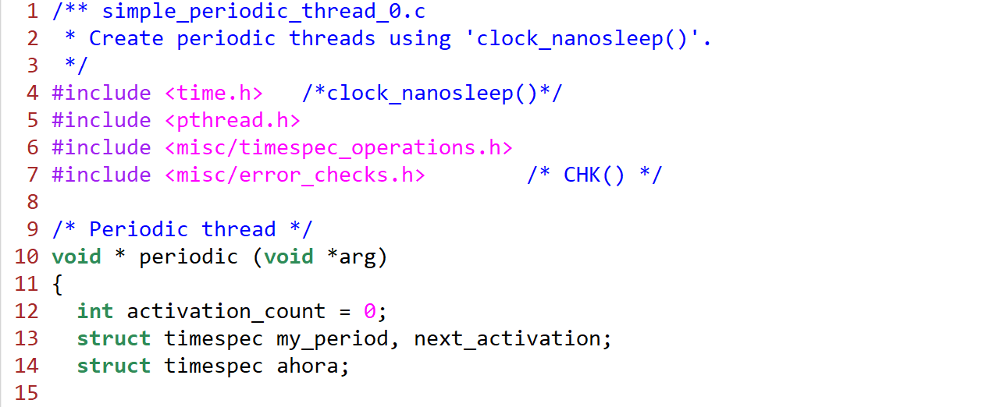 1 /** simple_periodic_thread_0.c
2  * Create periodic threads using 'clock_nanosleep()'.
3  */
4 #include <time.h>   /*clock_nanosleep()*/
5 #include <pthread.h>
6 #include <misc/timespec_operations.h>
7 #include <misc/error_checks.h>        /* CHK() */
8
9 /* Periodic thread */
10 void * periodic (void *arg)
11 {
12   int activation_count = 0;
13   struct timespec my_period, next_activation;
14   struct timespec ahora;
15